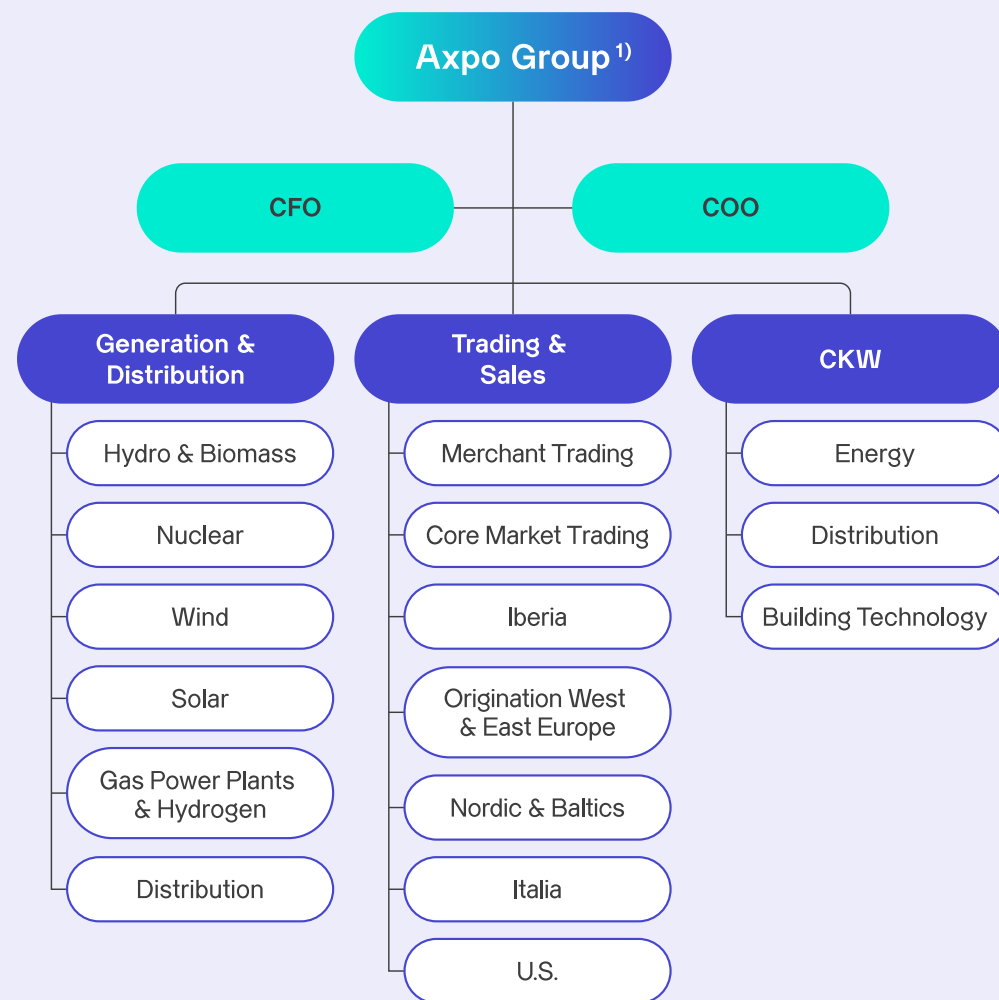 Axpo Group 1)
CFO
COO
Generation &
Distribution
Hydro & Biomass
Nuclear
Wind
Solar
Gas Power Plants
& Hydrogen
Distribution
Trading &
Sales
Merchant Trading
Core Market Trading
Iberia
Origination West
& East Europe
Nordic & Baltics
Italia
U.S.
CKW
Energy
Distribution
Building Technology